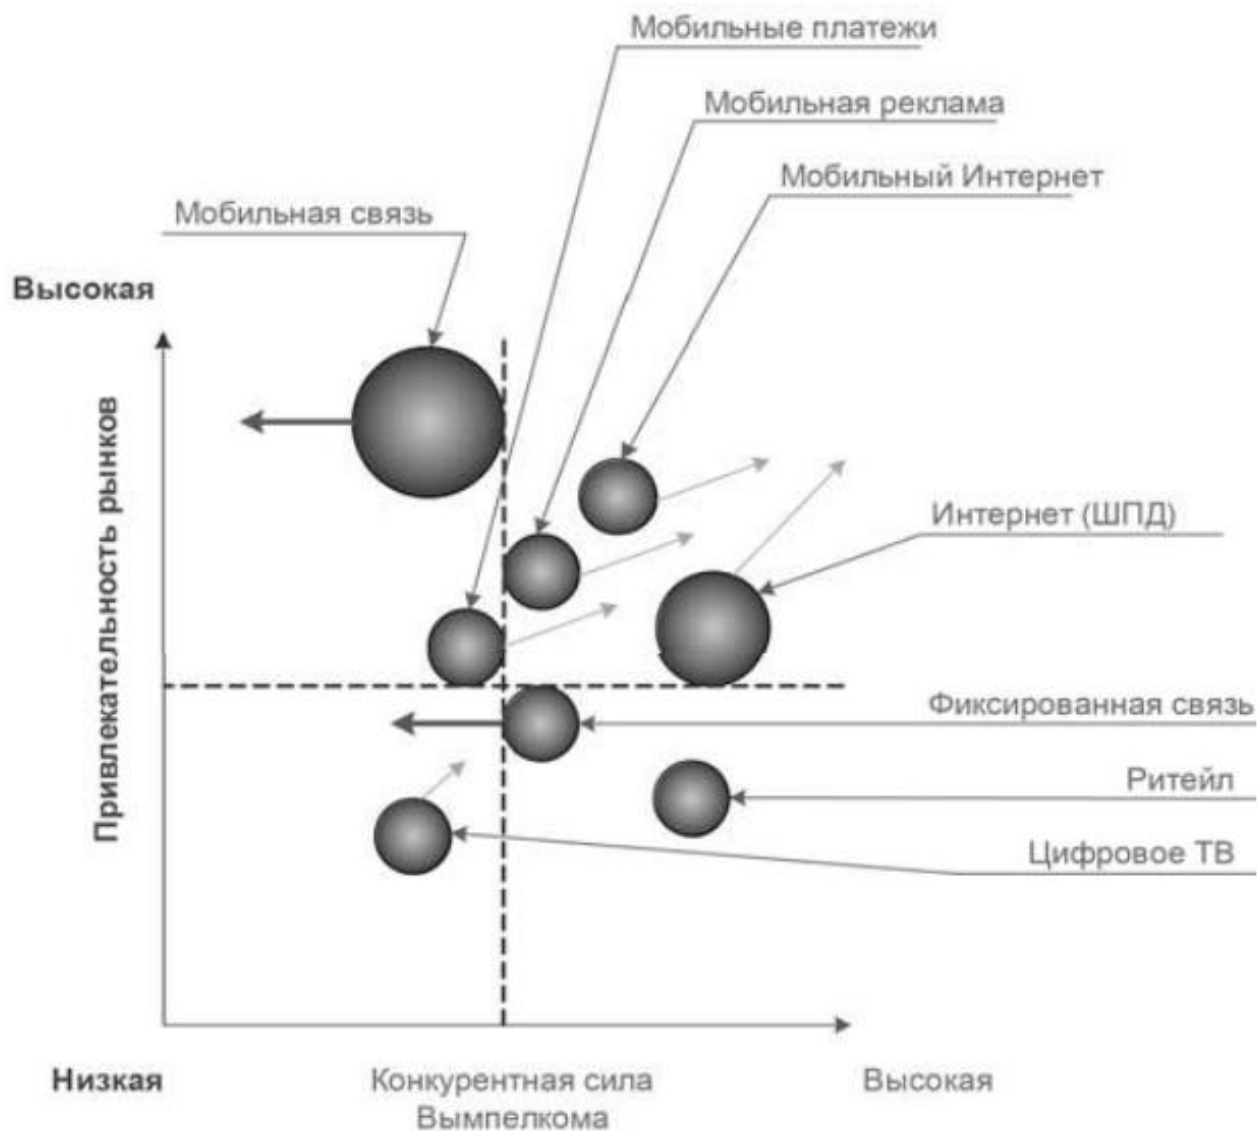 Мобильные платежи
Мобильная реклама
Мобильный Интернет
Мобильная связь
Высокая
Привлекательность рынков
Интернет (ШПД)
Фиксированная связь
Ритейл
Цифровое ТВ
Низкая
Конкурентная сила
Вымпелкома
Высокая